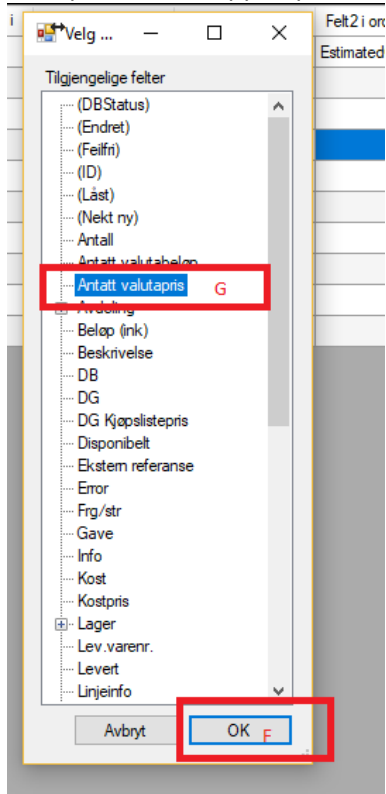 i
Velg ...
Felt2 i ord
Estimated
Tilgjengelige felter
(DBStatus)
(Endret)
(Feilfri)
(ID)
(Låst)
(Nekt ny)
Antall
Antatt valutabeløp
Antatt valutapris G
Avdeling
Beløp (ink)
Beskrivelse
DB
DG
DG Kjøpslistepris
Disponibelt
Ekstern referanse
Error
Frg/str
Gave
Info
Kost
Kostpris
Lager
Lev.varenr.
Levert
Linjeinfo
Avbryt OK F